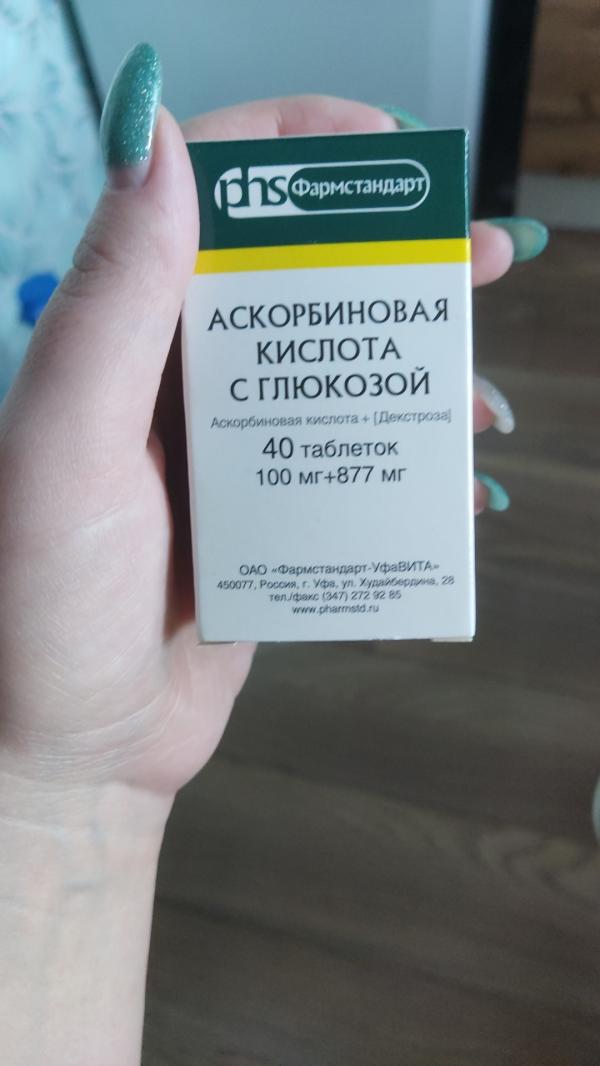 phs Фармстандарт
АСКОРБИНОВАЯ
КИСЛОТА
С ГЛЮКОЗОЙ
Аскорбиновая кислота + [Декстроза]
40 таблеток
100 мг+877 мг
ОАО «Фармстандарт-УфаВИТА»
450077, Россия, г. Уфа, ул. Худайбердина, 28
тел./факс (347) 272 92 85
www.pharmstd.ru